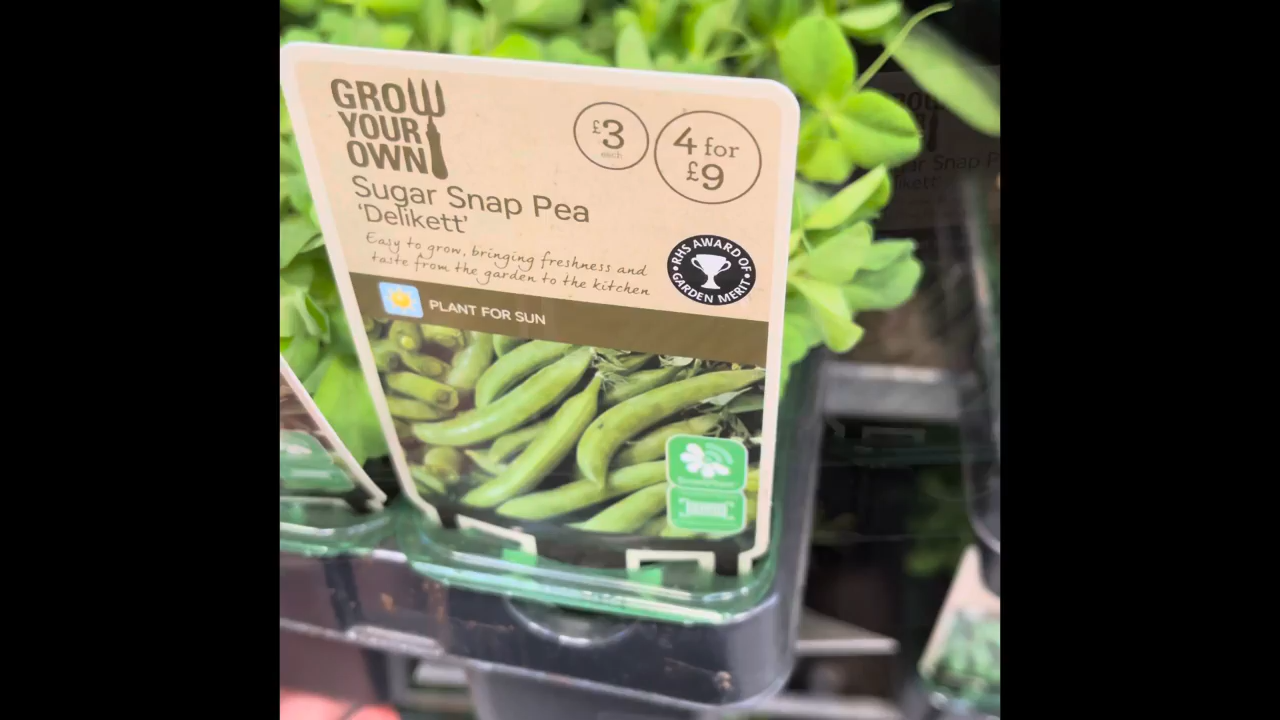 GROW
YOUR
OWN
£3
each
4 for
£9
Sugar Snap Pea
'Delikett'
Easy to grow, bringing freshness and
taste from the garden to the kitchen
RHS AWARD OF
GARDEN MERIT
PLANT FOR SUN